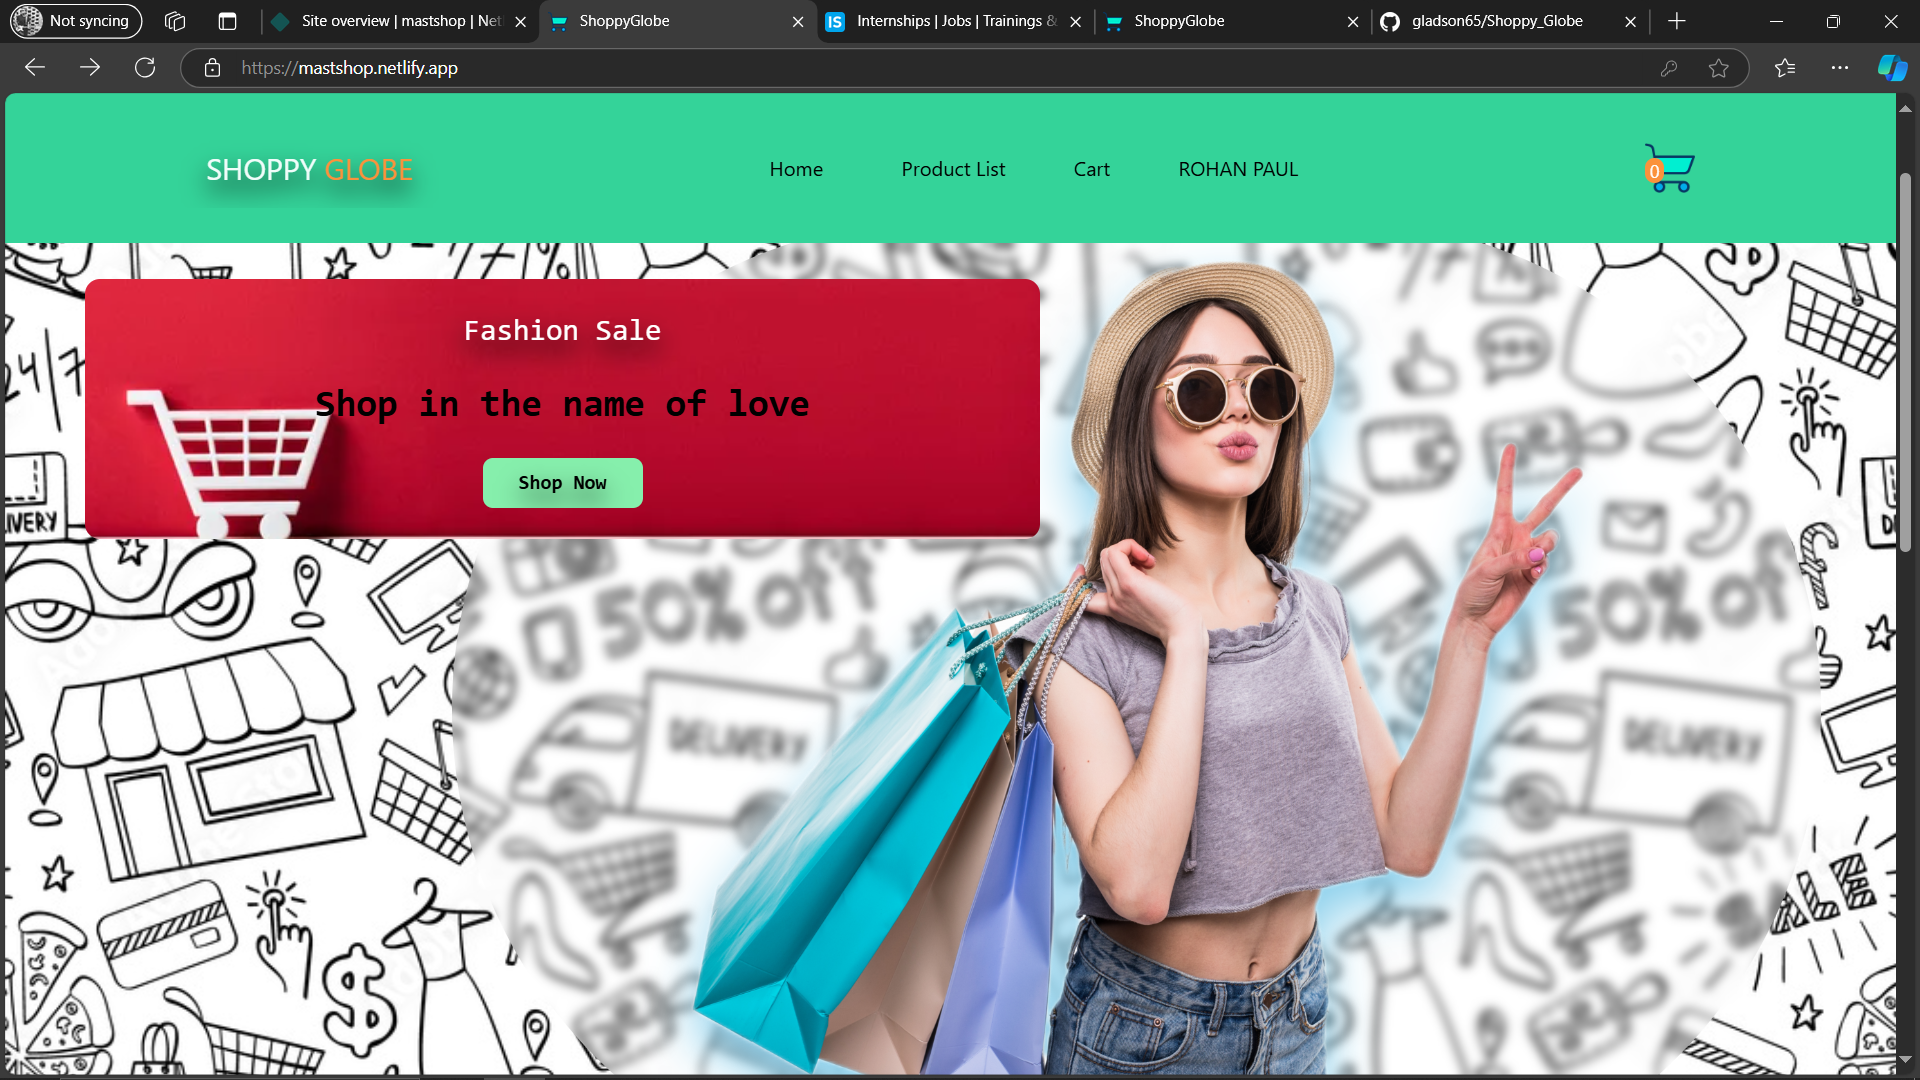 Not syncing
Site overview | mastshop | Net
ShoppyGlobe
Internships | Jobs | Trainings &
ShoppyGlobe
gladson65/Shoppy_Globe
https://mastshop.netlify.app
SHOPPY GLOBE
Home
Product List
Cart
ROHAN PAUL
0
Fashion Sale
Shop in the name of love
Shop Now
24/7
50% off
50% off
DELIVERY
DELIVERY